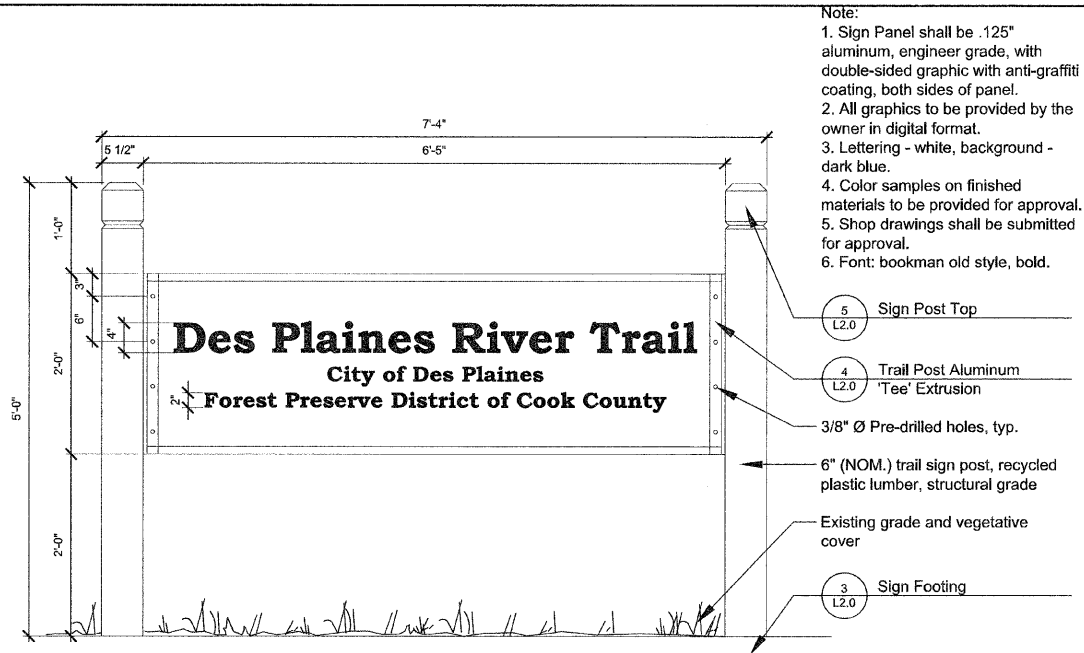 Note:
1. Sign Panel shall be .125"
aluminum, engineer grade, with
double-sided graphic with anti-graffiti
coating, both sides of panel.
2. All graphics to be provided by the
owner in digital format.
3. Lettering - white, background -
dark blue.
4. Color samples on finished
materials to be provided for approval.
5. Shop drawings shall be submitted
for approval.
6. Font: bookman old style, bold.
7'-4"
5 1/2"
6'-5"
1'-0"
3"
6"
4"
2'-0"
5'-0"
2"
2'-0"
Des Plaines River Trail
City of Des Plaines
Forest Preserve District of Cook County
5
L2.0
Sign Post Top
4
L2.0
Trail Post Aluminum
'Tee' Extrusion
3/8" Ø Pre-drilled holes, typ.
6" (NOM.) trail sign post, recycled
plastic lumber, structural grade
Existing grade and vegetative
cover
3
L2.0
Sign Footing